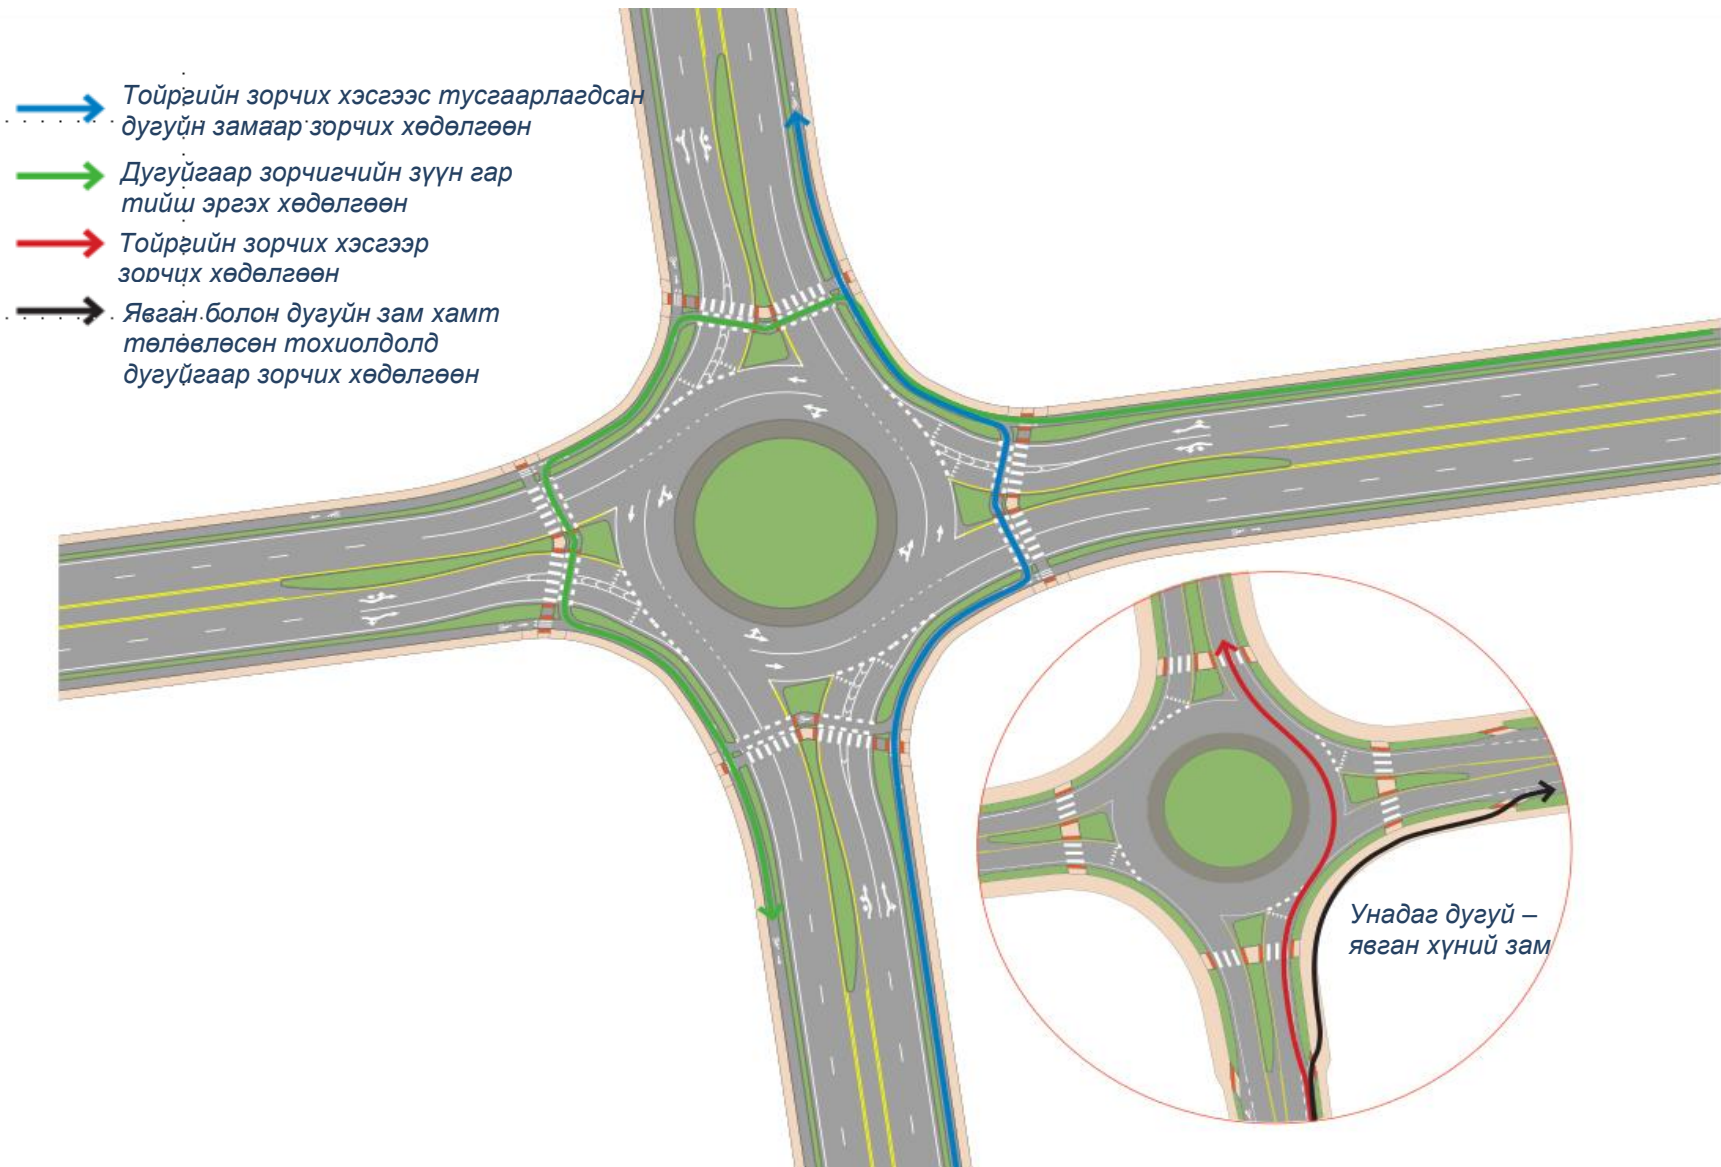 Тойргийн зорчих хэсгээс тусгаарлагдсан
дугуйн замаар зорчих хөдөлгөөн
Дугуйгаар зорчигчийн зүүн гар
тийш эргэх хөдөлгөөн
Тойргийн зорчих хэсгээр
зорчих хөдөлгөөн
Явган болон дугуйн зам хамт
төлөвлөсөн тохиолдолд
дугуйгаар зорчих хөдөлгөөн
Унадаг дугуй –
явган хүний зам